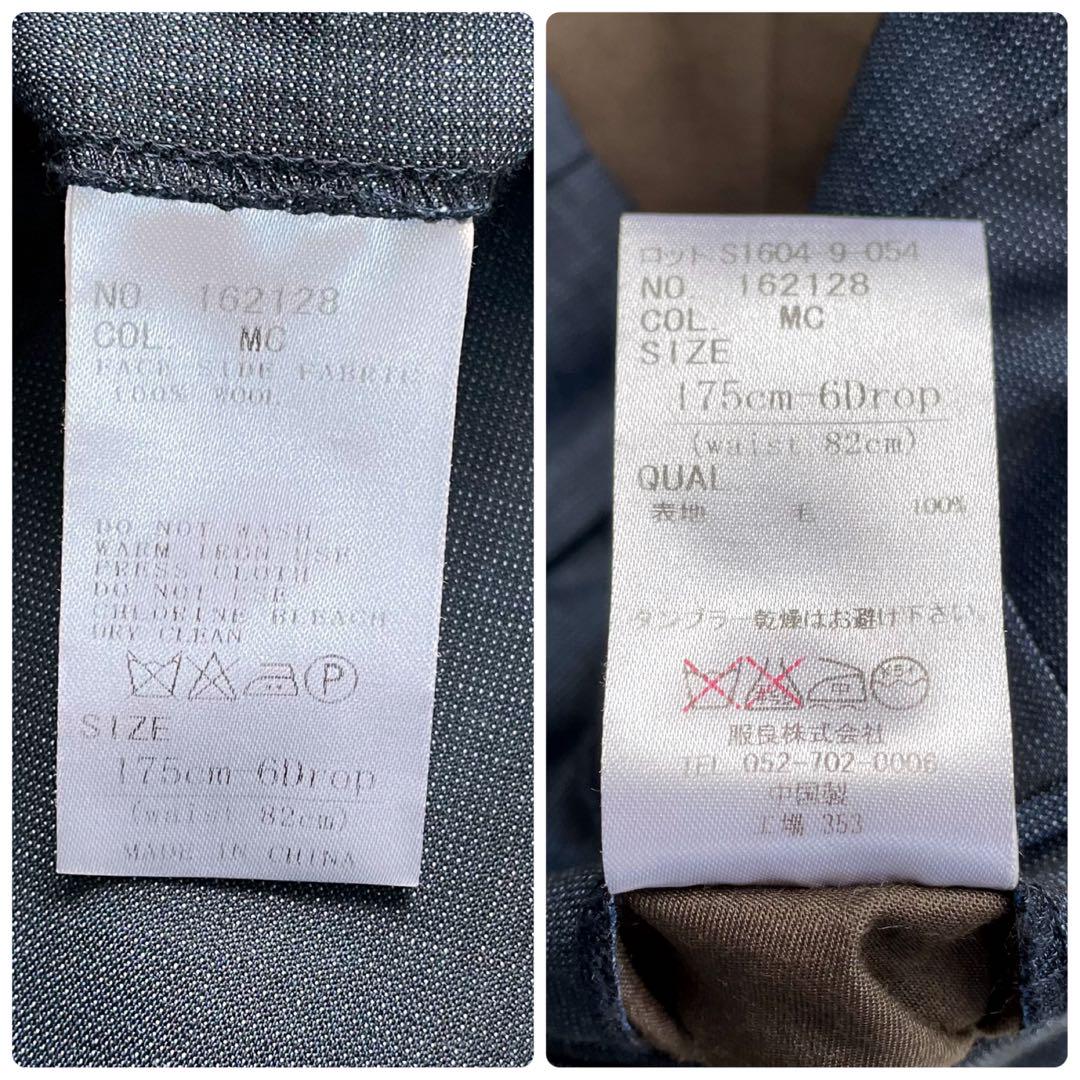 NO 162128
COL. MC
FACE SIDE FABRIC
100% WOOL
DO NOT WASH
WARM IRON USE
PRESS CLOTH
DO NOT USE
CHLORINE BLEACH
DRY CLEAN
P
SIZE
175cm-6Drop
(waist 82cm)
MADE IN CHINA
ロット S1604-9-054
NO. 162128
COL. MC
SIZE
175cm-6Drop
(waist 82cm)
QUAL
表地 毛 100%
タンブラー乾燥はお避け下さい。
服良株式会社
TEL 052-702-0006
中国製
工場 353